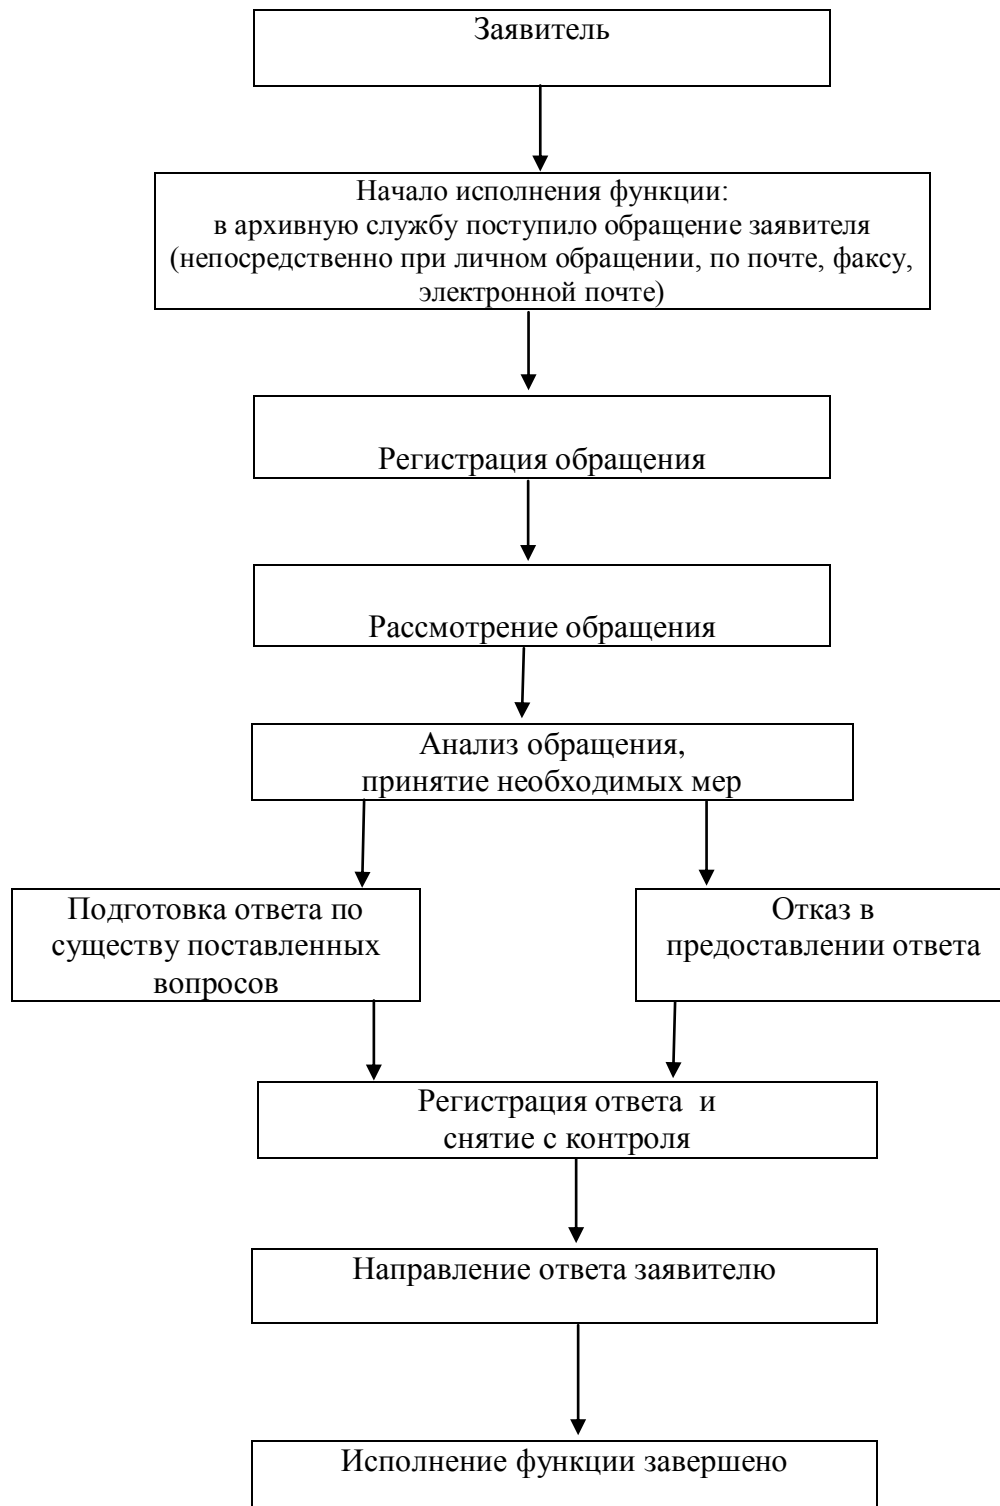 Заявитель
Начало исполнения функции:
в архивную службу поступило обращение заявителя
(непосредственно при личном обращении, по почте, факсу,
электронной почте)
Регистрация обращения
Рассмотрение обращения
Анализ обращения,
принятие необходимых мер
Подготовка ответа по
существу поставленных
вопросов
Отказ в
предоставлении ответа
Регистрация ответа и
снятие с контроля
Направление ответа заявителю
Исполнение функции завершено